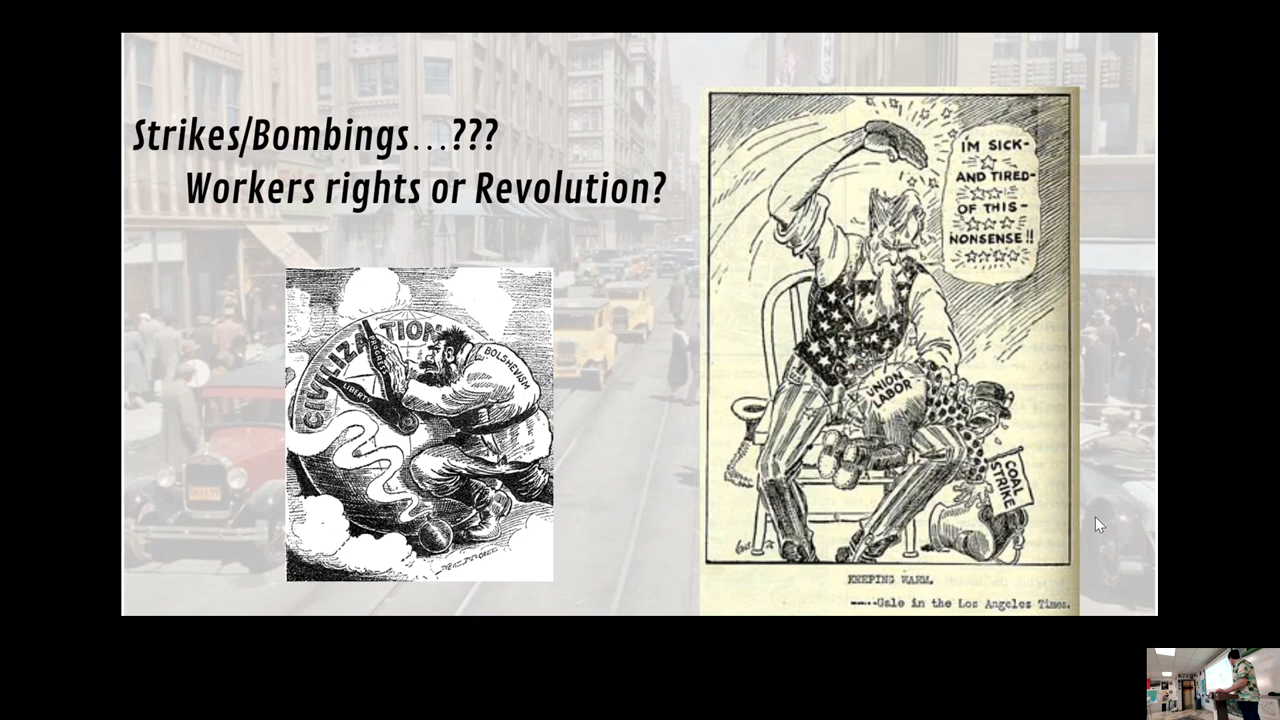 Strikes/Bombings...???
Workers rights or Revolution?
CIVILIZATION
PROGRESS
LIBERTY
BOLSHEVISM
I'M SICK-
AND TIRED-
OF THIS-
NONSENSE!!
UNION
LABOR
COAL
STRIKE
KEEPING WARM.
----Gale in the Los Angeles Times.